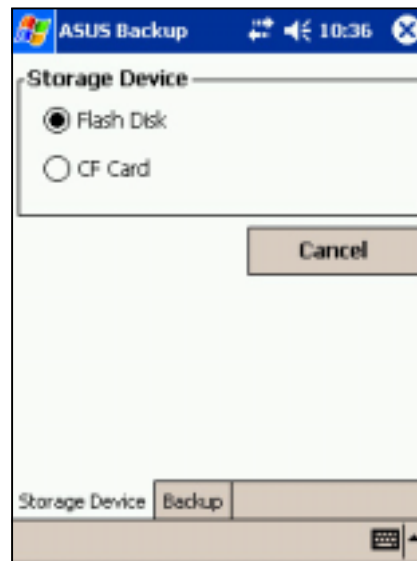 ASUS Backup 10:36
Storage Device
Flash Disk
CF Card
Cancel
Storage Device Backup